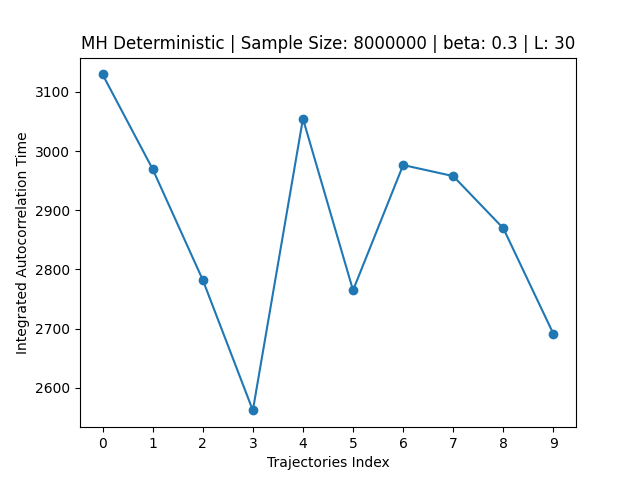 MH Deterministic | Sample Size: 8000000 | beta: 0.3 | L: 30
Integrated Autocorrelation Time
3100
3000
2900
2800
2700
2600
0 1 2 3 4 5 6 7 8 9
Trajectories Index